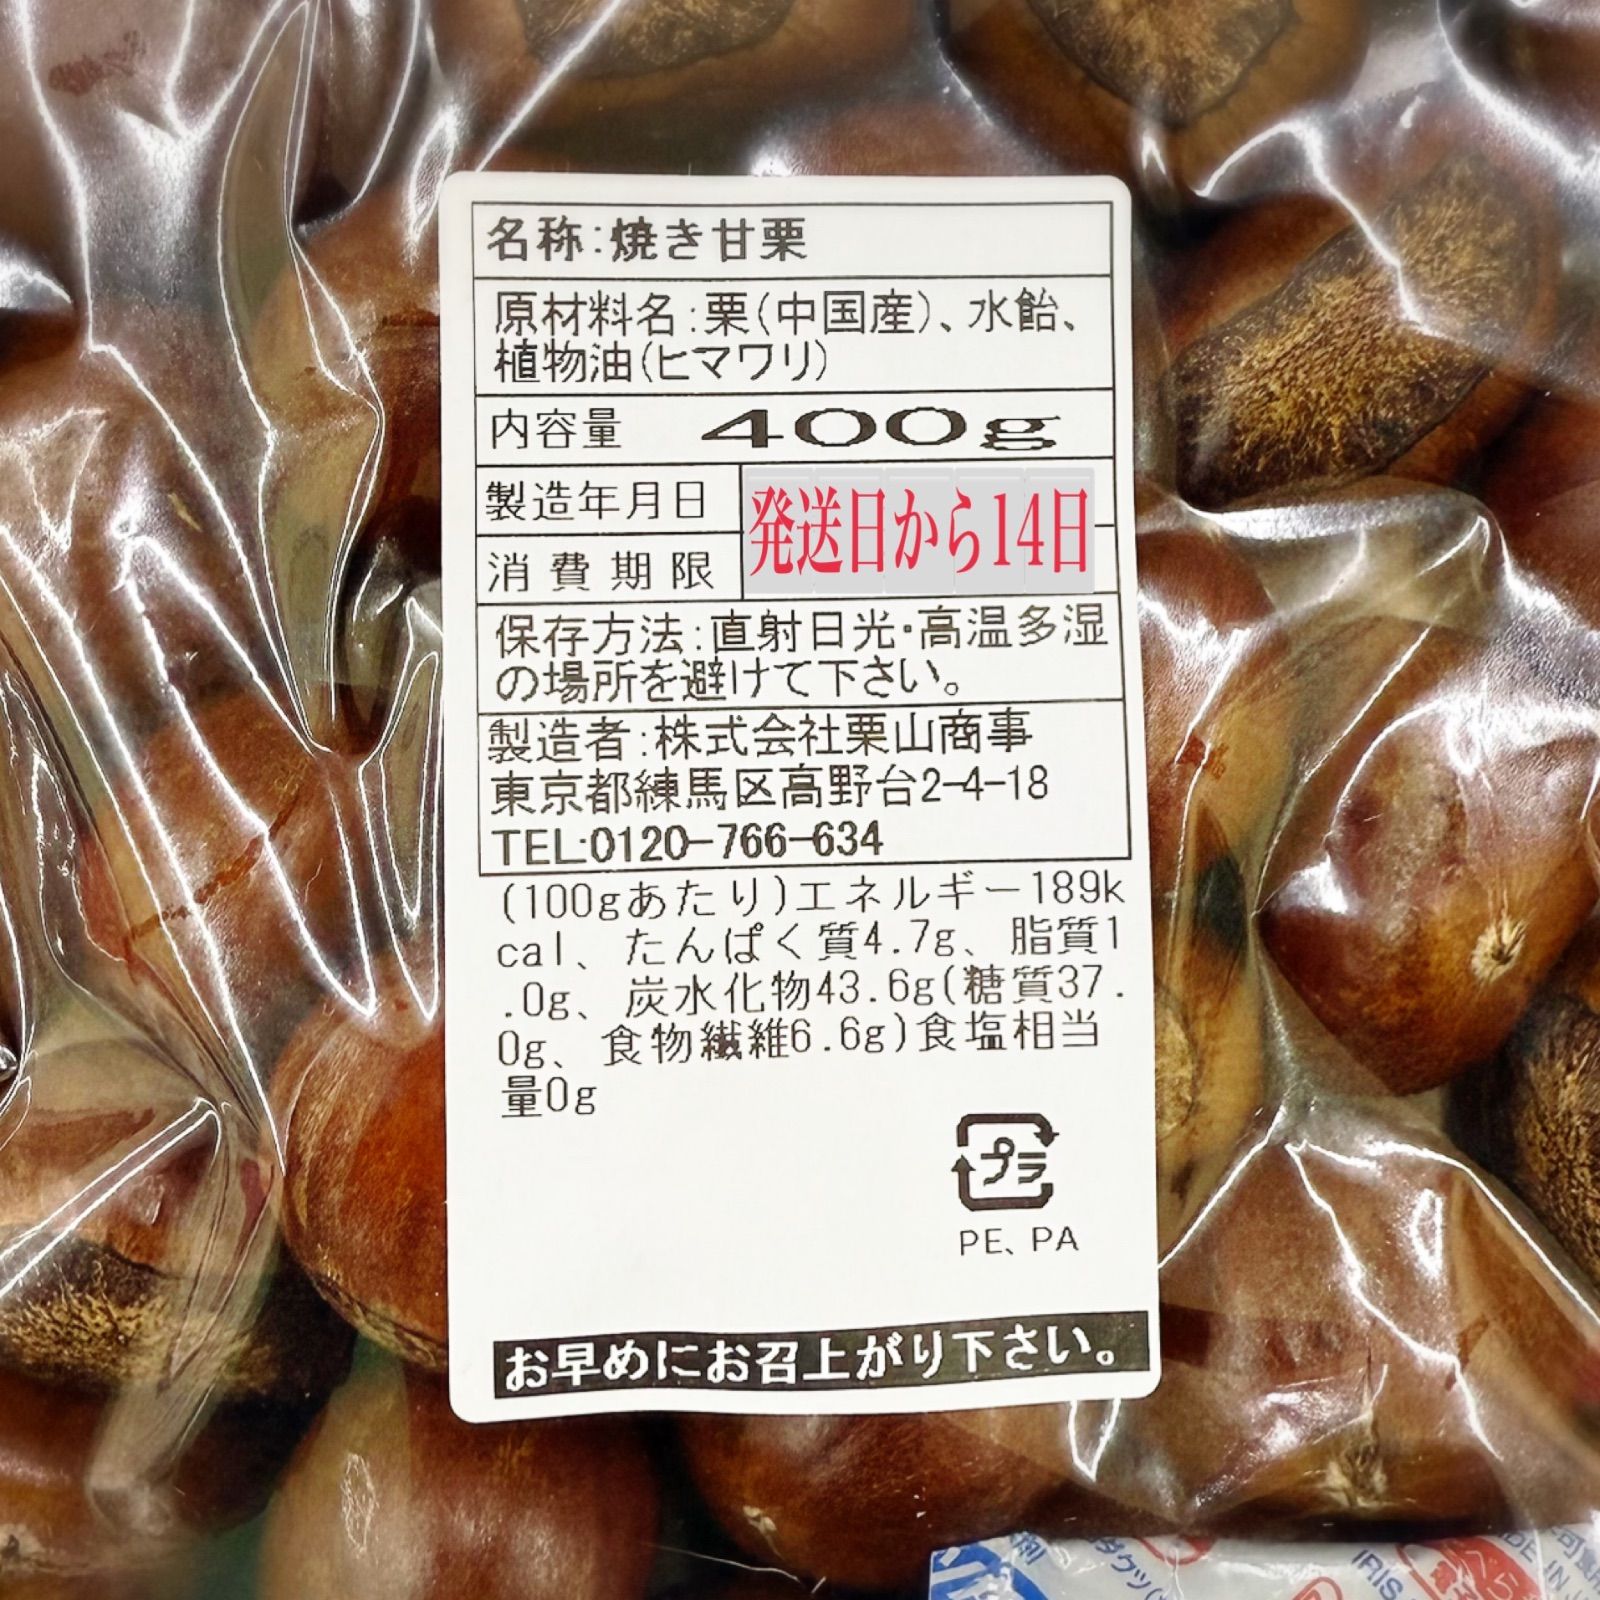 名称:焼き甘栗
原材料名:栗(中国産)、水飴、
植物油(ヒマワリ)
内容量 400g
製造年月日
消費期限
発送日から14日
保存方法:直射日光・高温多湿
の場所を避けて下さい。
製造者:株式会社栗山商事
東京都練馬区高野台2-4-18
TEL:0120-766-634
(100gあたり)エネルギー189k
cal、たんぱく質4.7g、脂質1
.0g、炭水化物43.6g(糖質37.
0g、食物繊維6.6g)食塩相当
量0g
プラ
PE、PA
お早めにお召上がり下さい。
IRIS